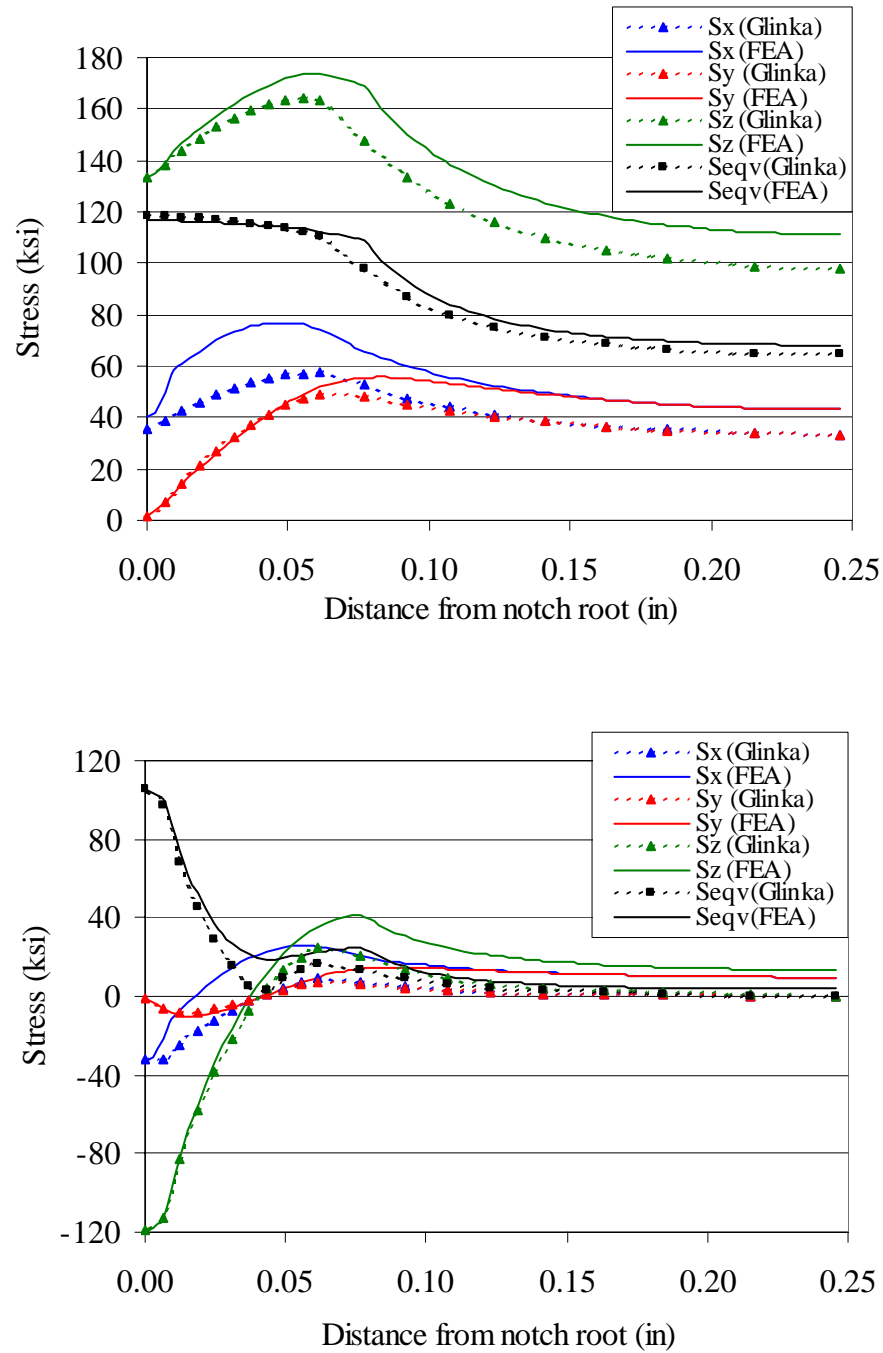 Sx (Glinka)
Sx (FEA)
Sy (Glinka)
Sy (FEA)
Sz (Glinka)
Sz (FEA)
Seqv(Glinka)
Seqv(FEA)
180
160
140
120
100
80
60
40
20
0
Stress (ksi)
0.00 0.05 0.10 0.15 0.20 0.25
Distance from notch root (in)
Sx (Glinka)
Sx (FEA)
Sy (Glinka)
Sy (FEA)
Sz (Glinka)
Sz (FEA)
Seqv(Glinka)
Seqv(FEA)
120
80
40
0
-40
-80
-120
Stress (ksi)
0.00 0.05 0.10 0.15 0.20 0.25
Distance from notch root (in)